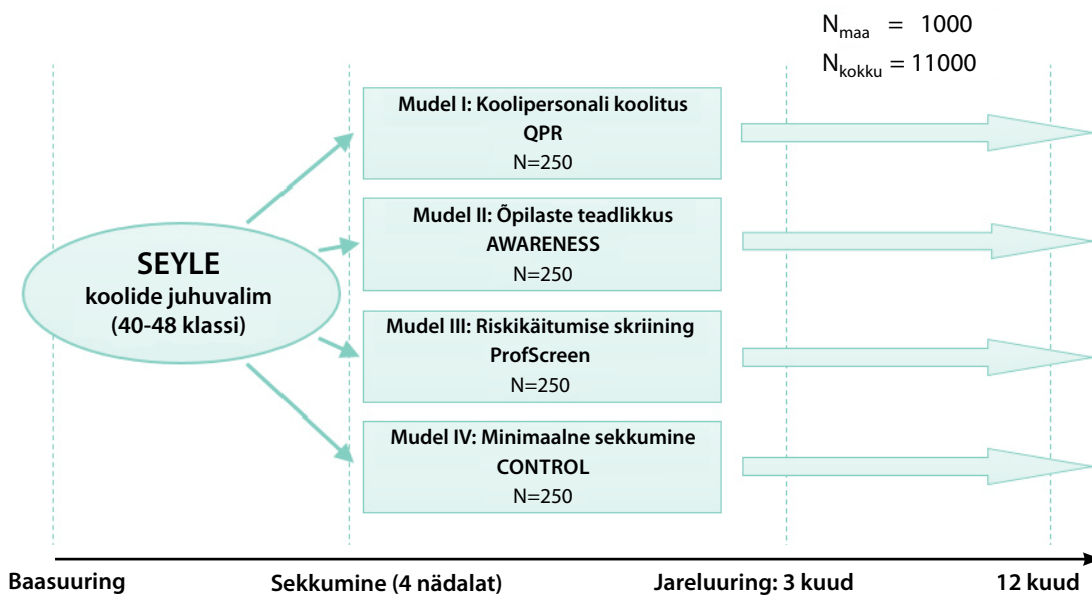 N maa = 1000
N kokku = 11000
Mudel I: Koolipersonali koolitus
QPR
N=250
Mudel II: Õpilaste teadlikkus
AWARENESS
N=250
SEYLE
koolide juhuvalim
(40-48 klassi)
Mudel III: Riskikäitumise skriining
ProfScreen
N=250
Mudel IV: Minimaalne sekkumine
CONTROL
N=250
Baasuuring
Sekkumine (4 nädalat)
Jareluuring: 3 kuud
12 kuud